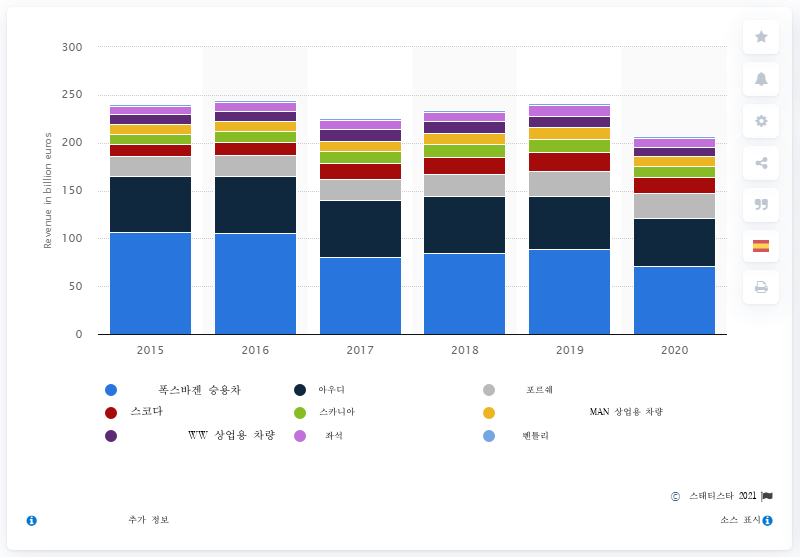 300
250
200
150
100
50
0
Revenue in billion euros
2015 2016 2017 2018 2019 2020
폭스바겐 승용차 아우디 포르쉐
스코다 스카니아 MAN 상업용 차량
WW 상업용 차량 좌석 벤틀리
© 스태티스타 2021
추가 정보 소스 표시